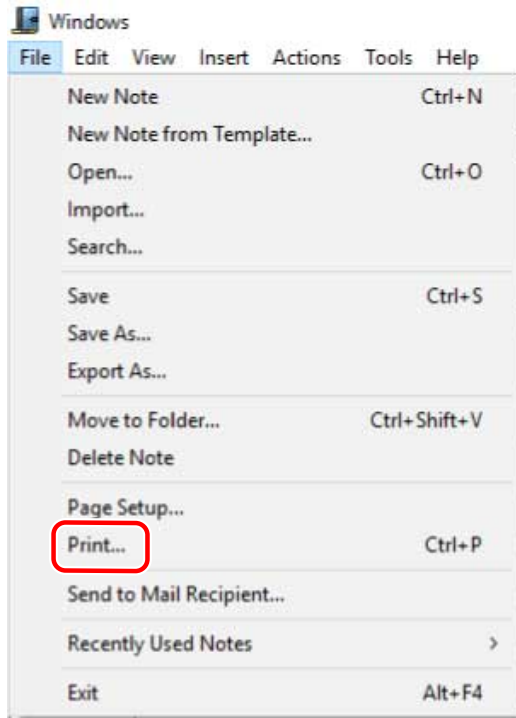 Windows
File Edit View Insert Actions Tools Help
New Note Ctrl+N
New Note from Template...
Open... Ctrl+O
Import...
Search...
Save Ctrl+S
Save As...
Export As...
Move to Folder... Ctrl+Shift+V
Delete Note
Page Setup...
Print... Ctrl+P
Send to Mail Recipient...
Recently Used Notes >
Exit Alt+F4